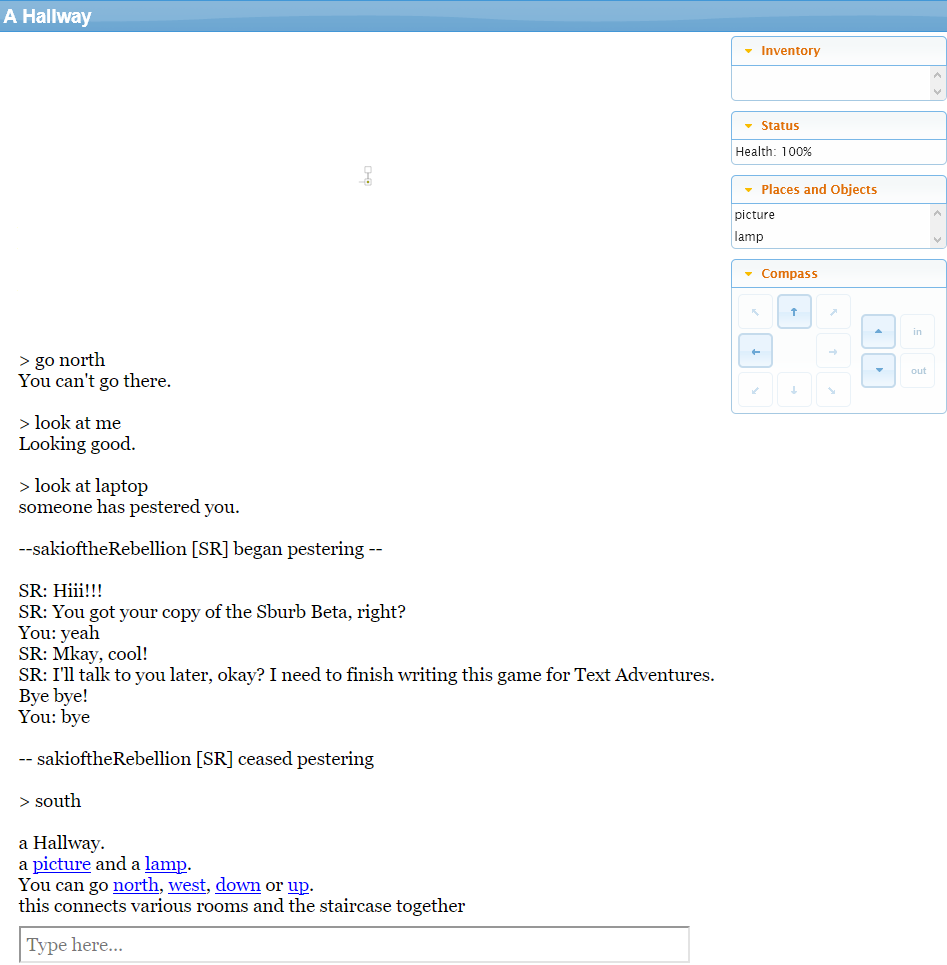 A Hallway
Inventory
Status
Health: 100%
Places and Objects
picture
lamp
Compass
in
out
> go north
You can't go there.
> look at me
Looking good.
> look at laptop
someone has pestered you.
--sakioftheRebellion [SR] began pestering --
SR: Hiii!!!
SR: You got your copy of the Sburb Beta, right?
You: yeah
SR: Mkay, cool!
SR: I'll talk to you later, okay? I need to finish writing this game for Text Adventures.
Bye bye!
You: bye
-- sakioftheRebellion [SR] ceased pestering
> south
a Hallway.
a picture and a lamp.
You can go north, west, down or up.
this connects various rooms and the staircase together
Type here...